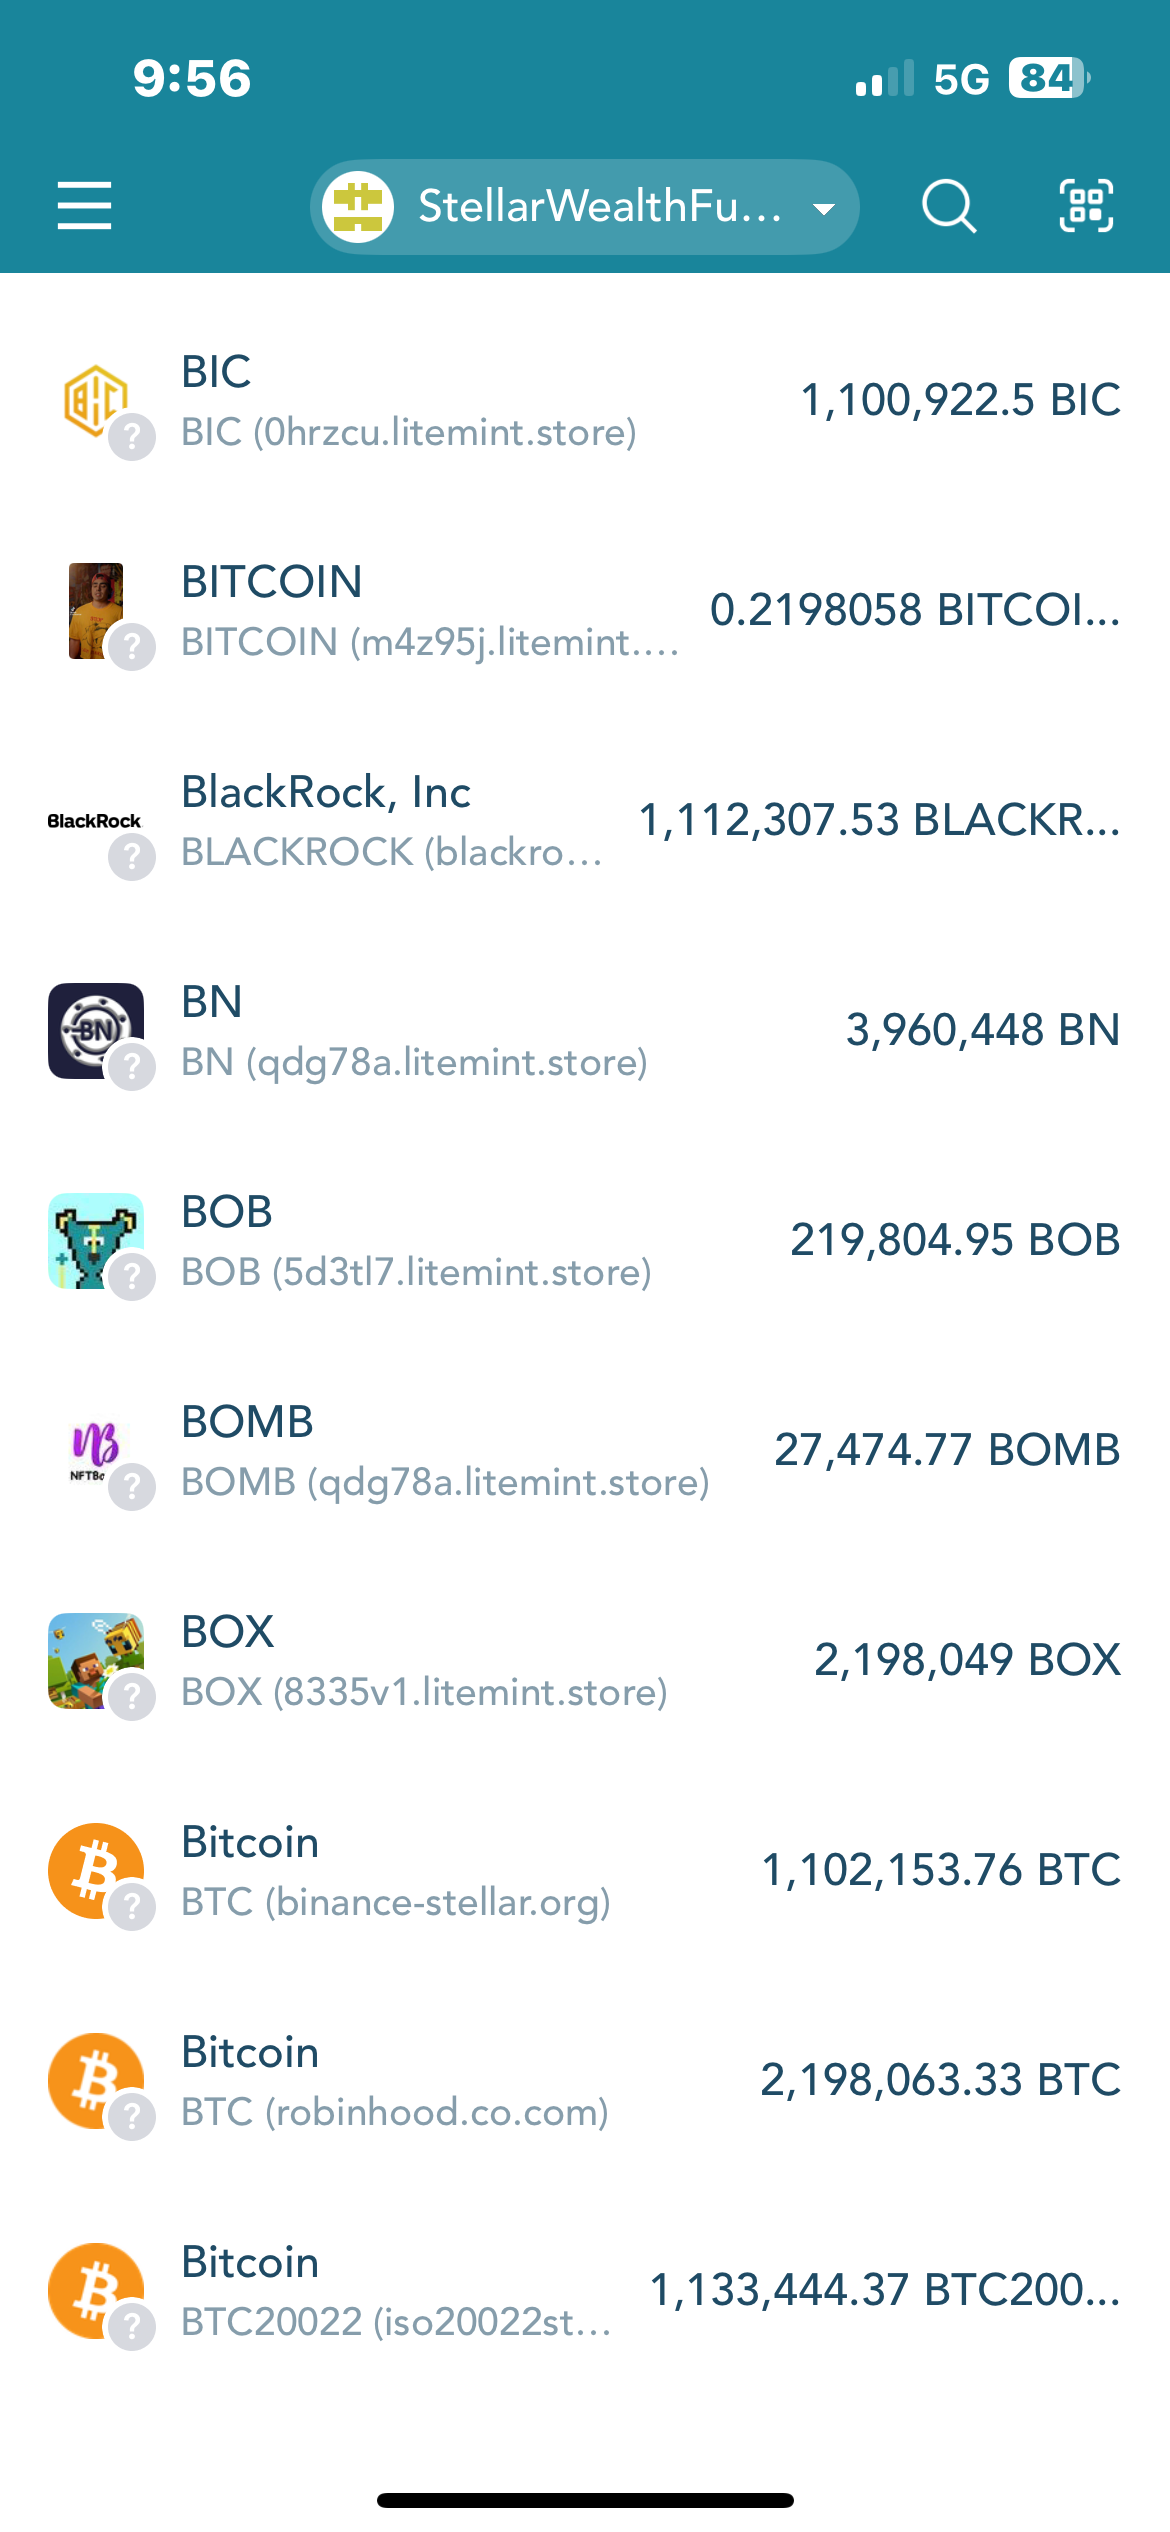 9:56
5G 84
StellarWealthFu...
BIC
BIC (0hrzcu.litemint.store)
1,100,922.5 BIC
BITCOIN
BITCOIN (m4z95j.litemint....
0.2198058 BITCOI...
BlackRock
BlackRock, Inc
BLACKROCK (blackro...
1,112,307.53 BLACKR...
BN
BN
BN (qdg78a.litemint.store)
3,960,448 BN
BOB
BOB (5d3tl7.litemint.store)
219,804.95 BOB
NB
BOMB
BOMB (qdg78a.litemint.store)
27,474.77 BOMB
BOX
BOX (8335v1.litemint.store)
2,198,049 BOX
Bitcoin
BTC (binance-stellar.org)
1,102,153.76 BTC
Bitcoin
BTC (robinhood.co.com)
2,198,063.33 BTC
Bitcoin
BTC20022 (iso20022st...
1,133,444.37 BTC200...